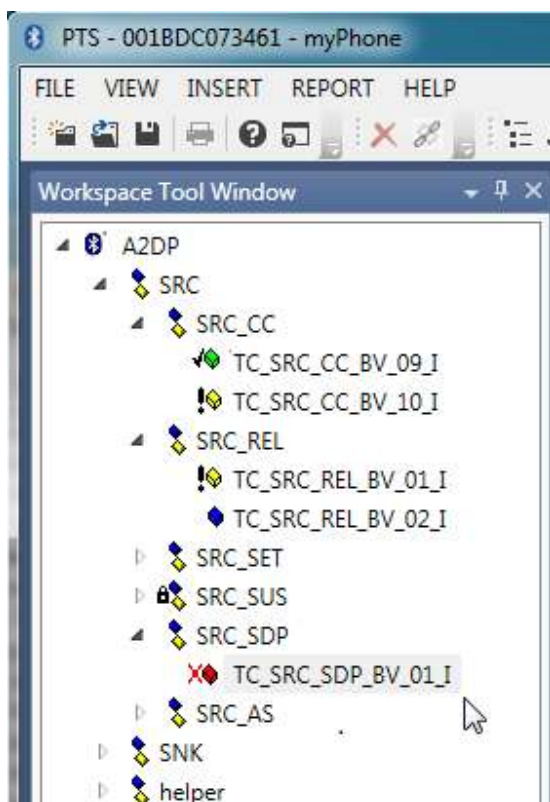 PTS - 001BDC073461 - myPhone
FILE VIEW INSERT REPORT HELP
Workspace Tool Window
A2DP
SRC
SRC_CC
TC_SRC_CC_BV_09_I
TC_SRC_CC_BV_10_I
SRC_REL
TC_SRC_REL_BV_01_I
TC_SRC_REL_BV_02_I
SRC_SET
SRC_SUS
SRC_SDP
TC_SRC_SDP_BV_01_I
SRC_AS
SNK
helper